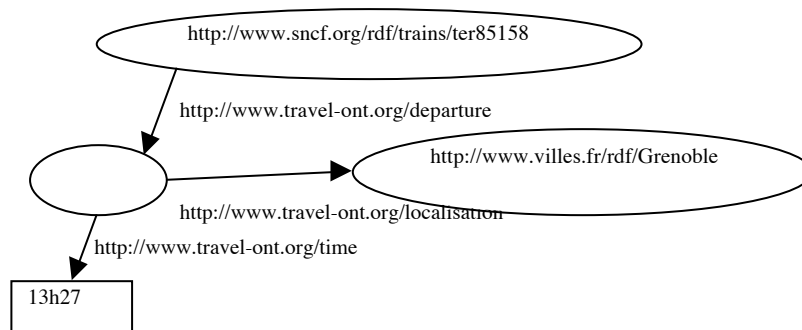 http://www.sncf.org/rdf/trains/ter85158
http://www.travel-ont.org/departure
http://www.villes.fr/rdf/Grenoble
http://www.travel-ont.org/localisation
http://www.travel-ont.org/time
13h27